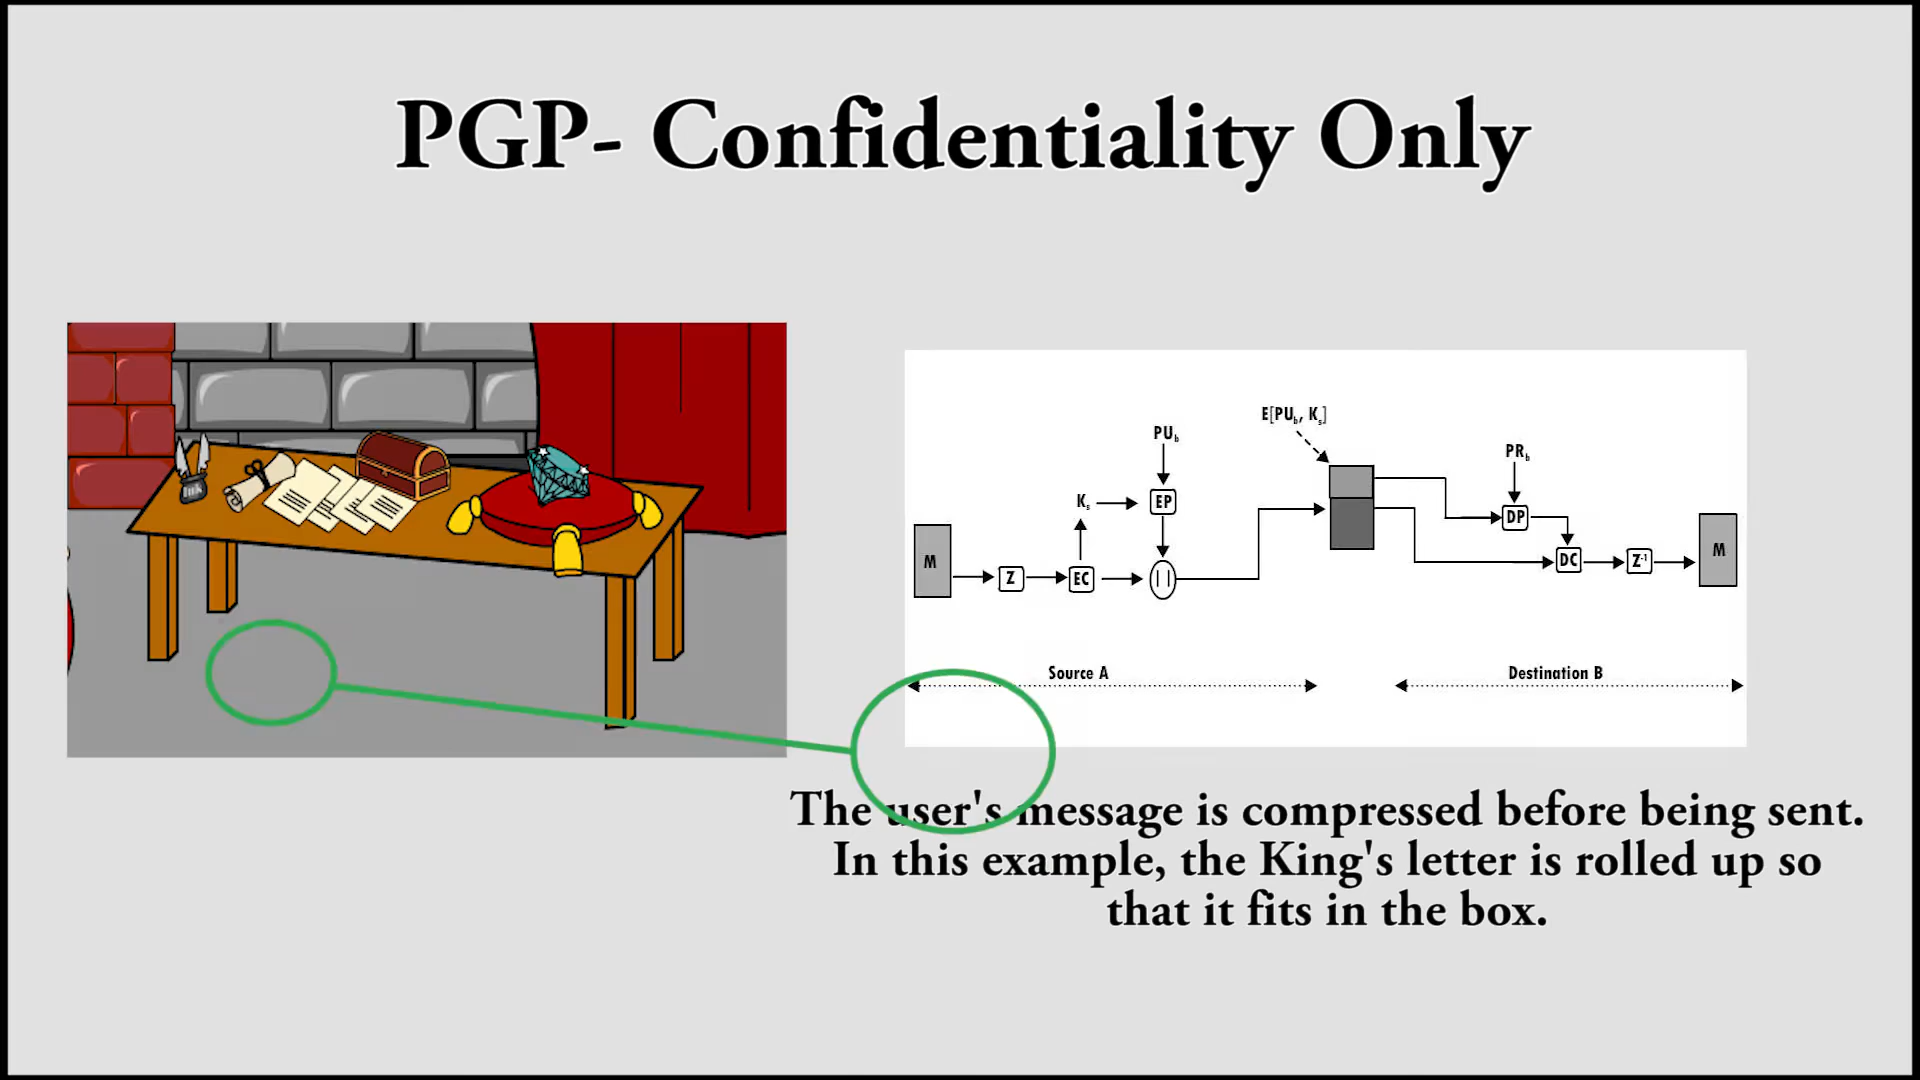 PGP- Confidentiality Only
Ink
E[PUb, Ks]
PUb
PRb
Ks
EP
DP
M
Z
EC
||
DC
Z-1
M
Source A
Destination B
The user's message is compressed before being sent.
In this example, the King's letter is rolled up so
that it fits in the box.